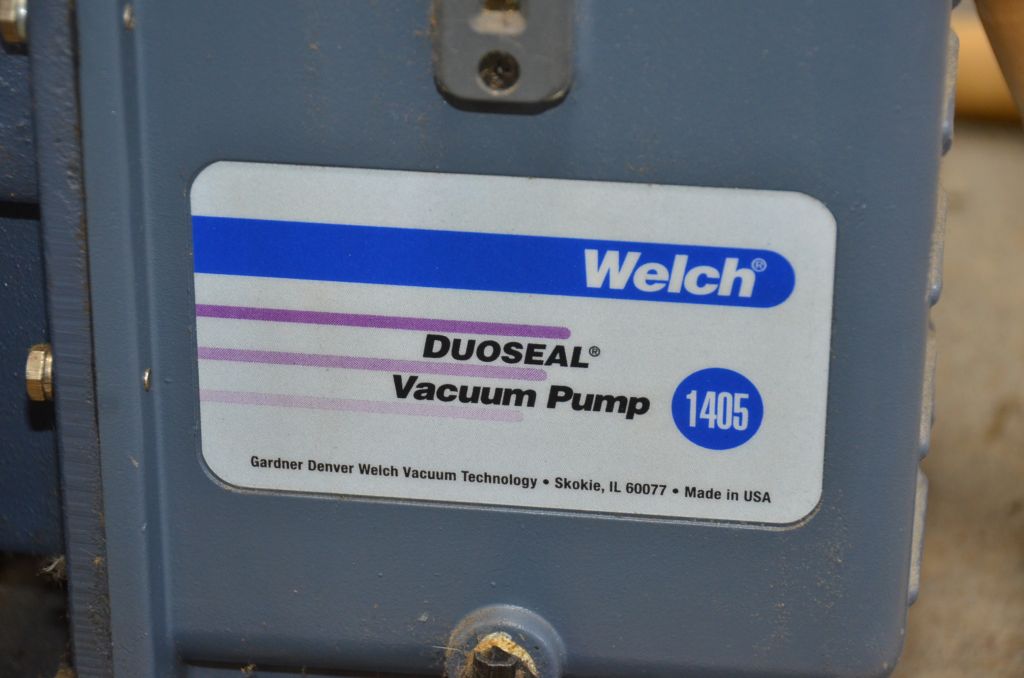 Welch®
DUOSEAL®
Vacuum Pump
1405
Gardner Denver Welch Vacuum Technology • Skokie, IL 60077 • Made in USA